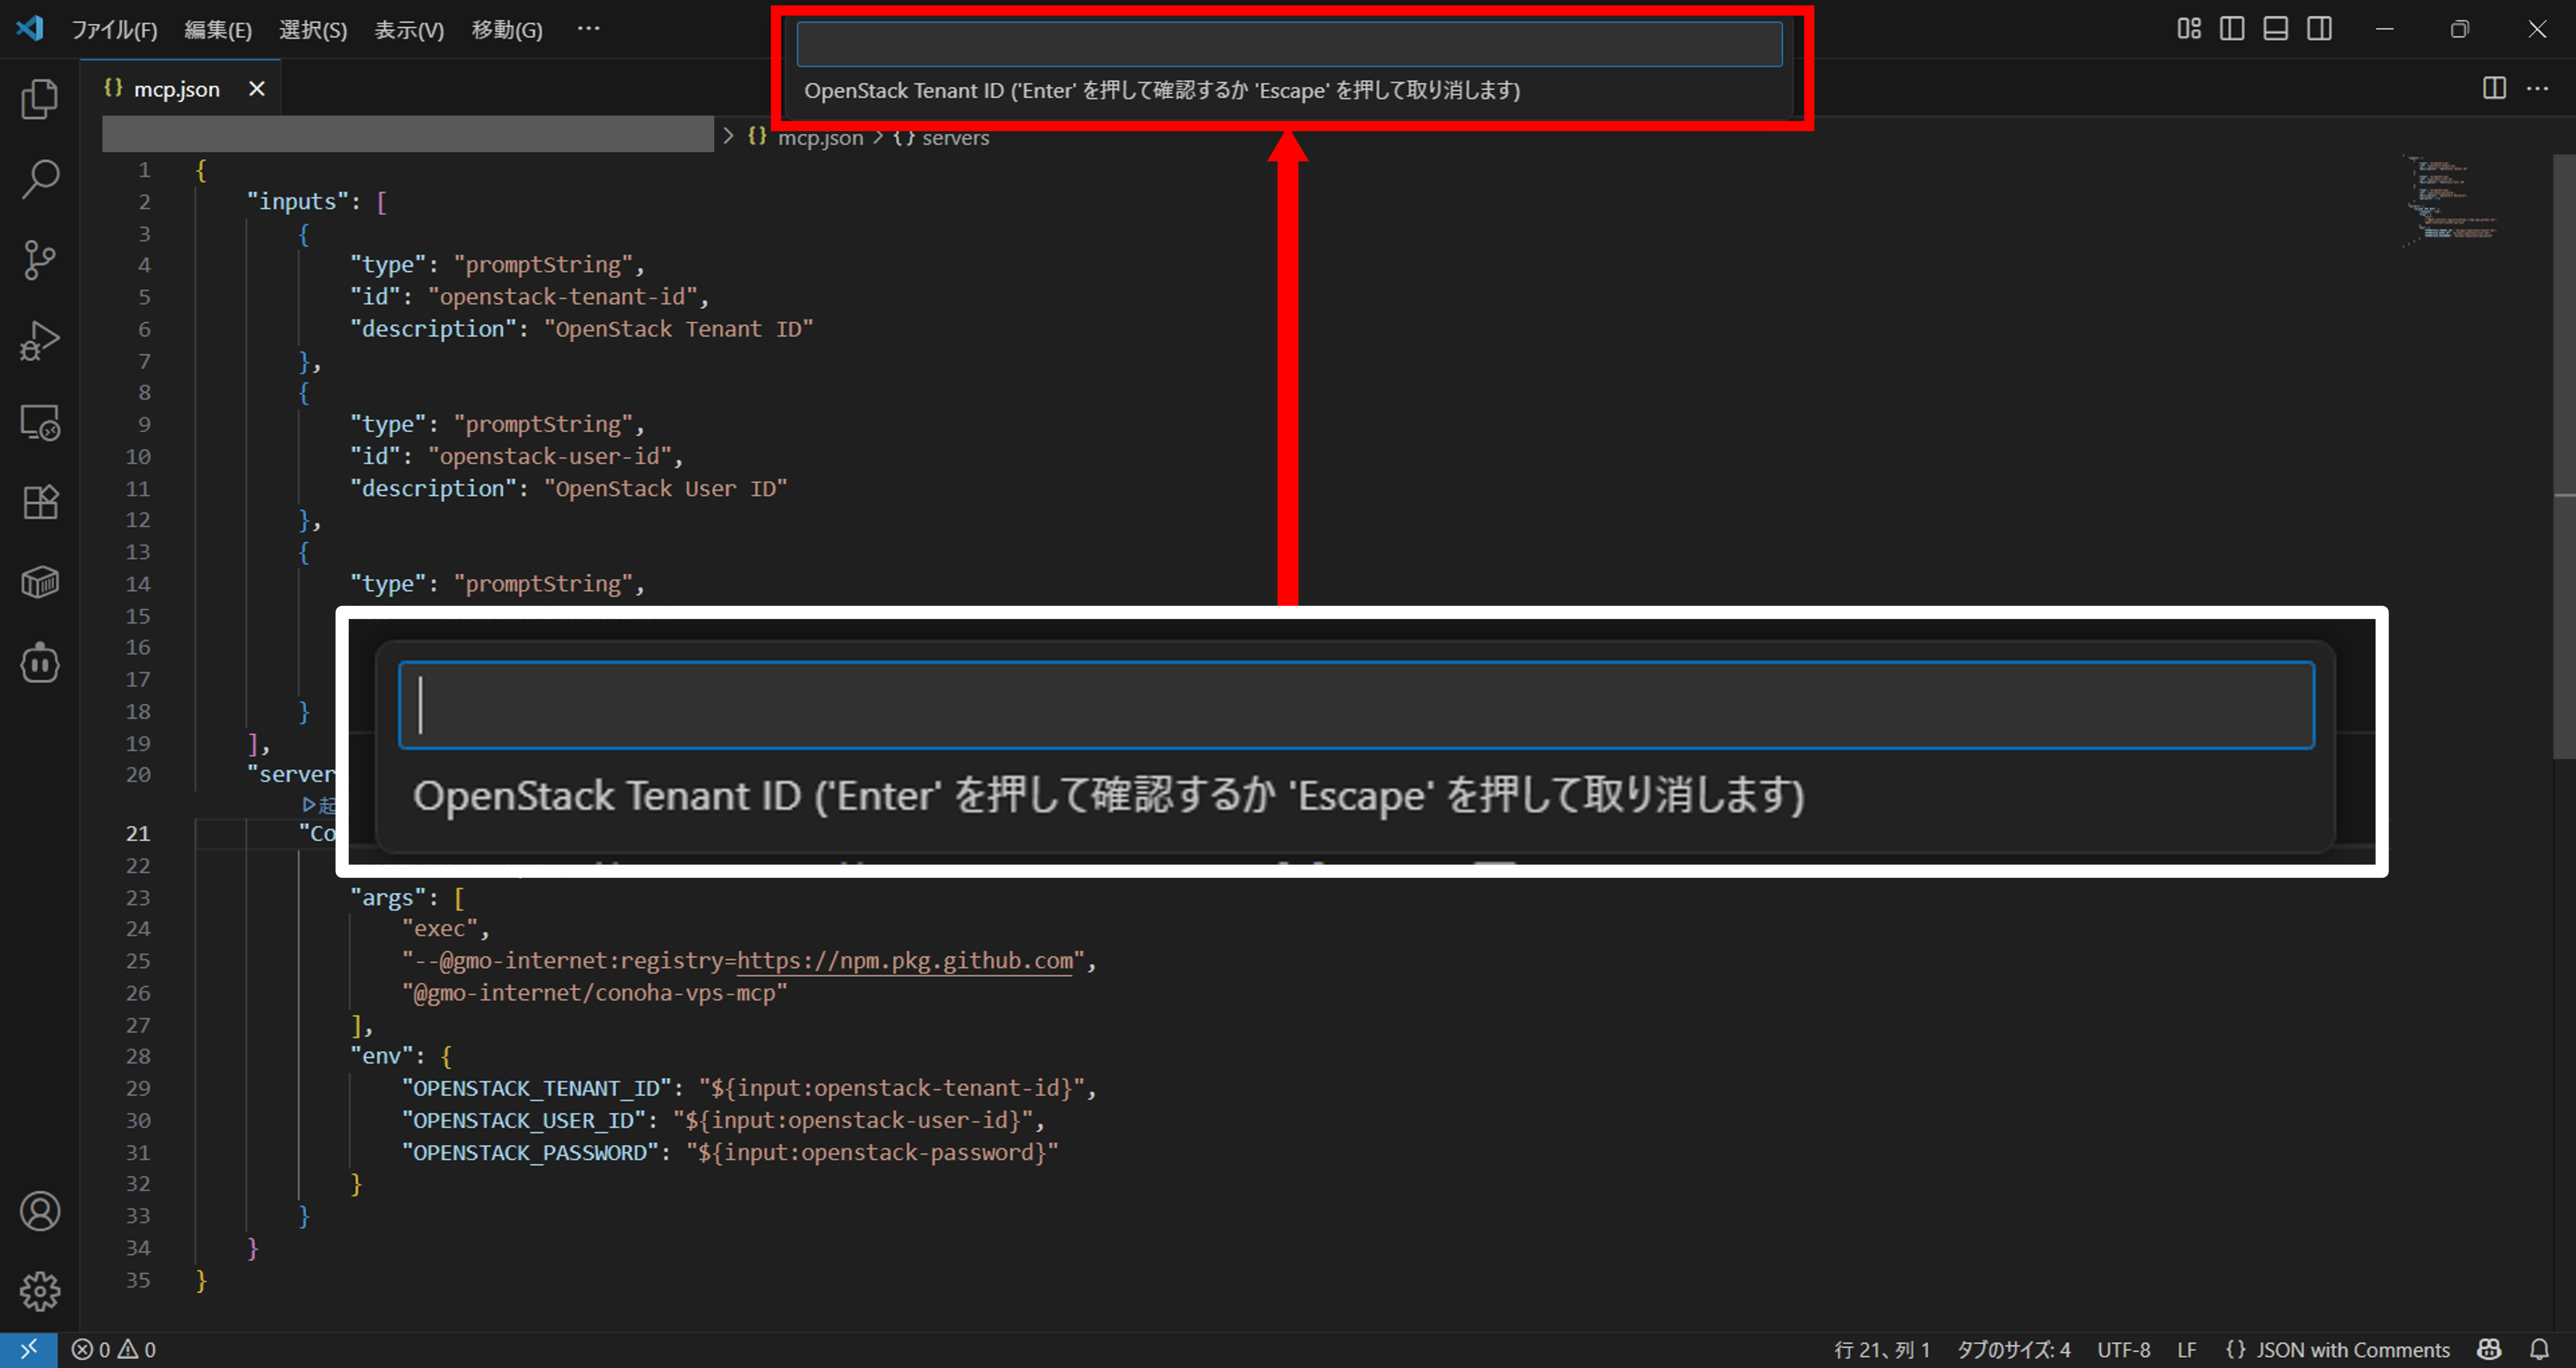 ファイル(F) 編集(E) 選択(S) 表示(V) 移動(G) ···
OpenStack Tenant ID ('Enter' を押して確認するか 'Escape' を押して取り消します)
{} mcp.json
> {} mcp.json > {} servers
1 {
2 "inputs": [
3 {
4 "type": "promptString",
5 "id": "openstack-tenant-id",
6 "description": "OpenStack Tenant ID"
7 },
8 {
9 "type": "promptString",
10 "id": "openstack-user-id",
11 "description": "OpenStack User ID"
12 },
13 {
14 "type": "promptString",
15
16
17
18 }
19 ],
20 "server
起
21 "Co
OpenStack Tenant ID ('Enter' を押して確認するか 'Escape' を押して取り消します)
22
23 "args": [
24 "exec",
25 "--@gmo-internet:registry=https://npm.pkg.github.com",
26 "@gmo-internet/conoha-vps-mcp"
27 ],
28 "env": {
29 "OPENSTACK_TENANT_ID": "${input:openstack-tenant-id}",
30 "OPENSTACK_USER_ID": "${input:openstack-user-id}",
31 "OPENSTACK_PASSWORD": "${input:openstack-password}"
32 }
33 }
34 }
35 }
0 0 行 21、列 1 タブのサイズ: 4 UTF-8 LF {} JSON with Comments